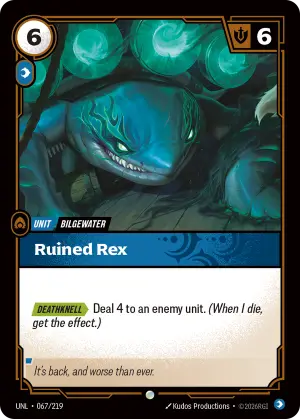 6
6
UNIT BILGEWATER
Ruined Rex
DEATHKNELL Deal 4 to an enemy unit. (When I die,
get the effect.)
It's back, and worse than ever.
UNL • 067/219 Kudos Productions • ©2026RGI